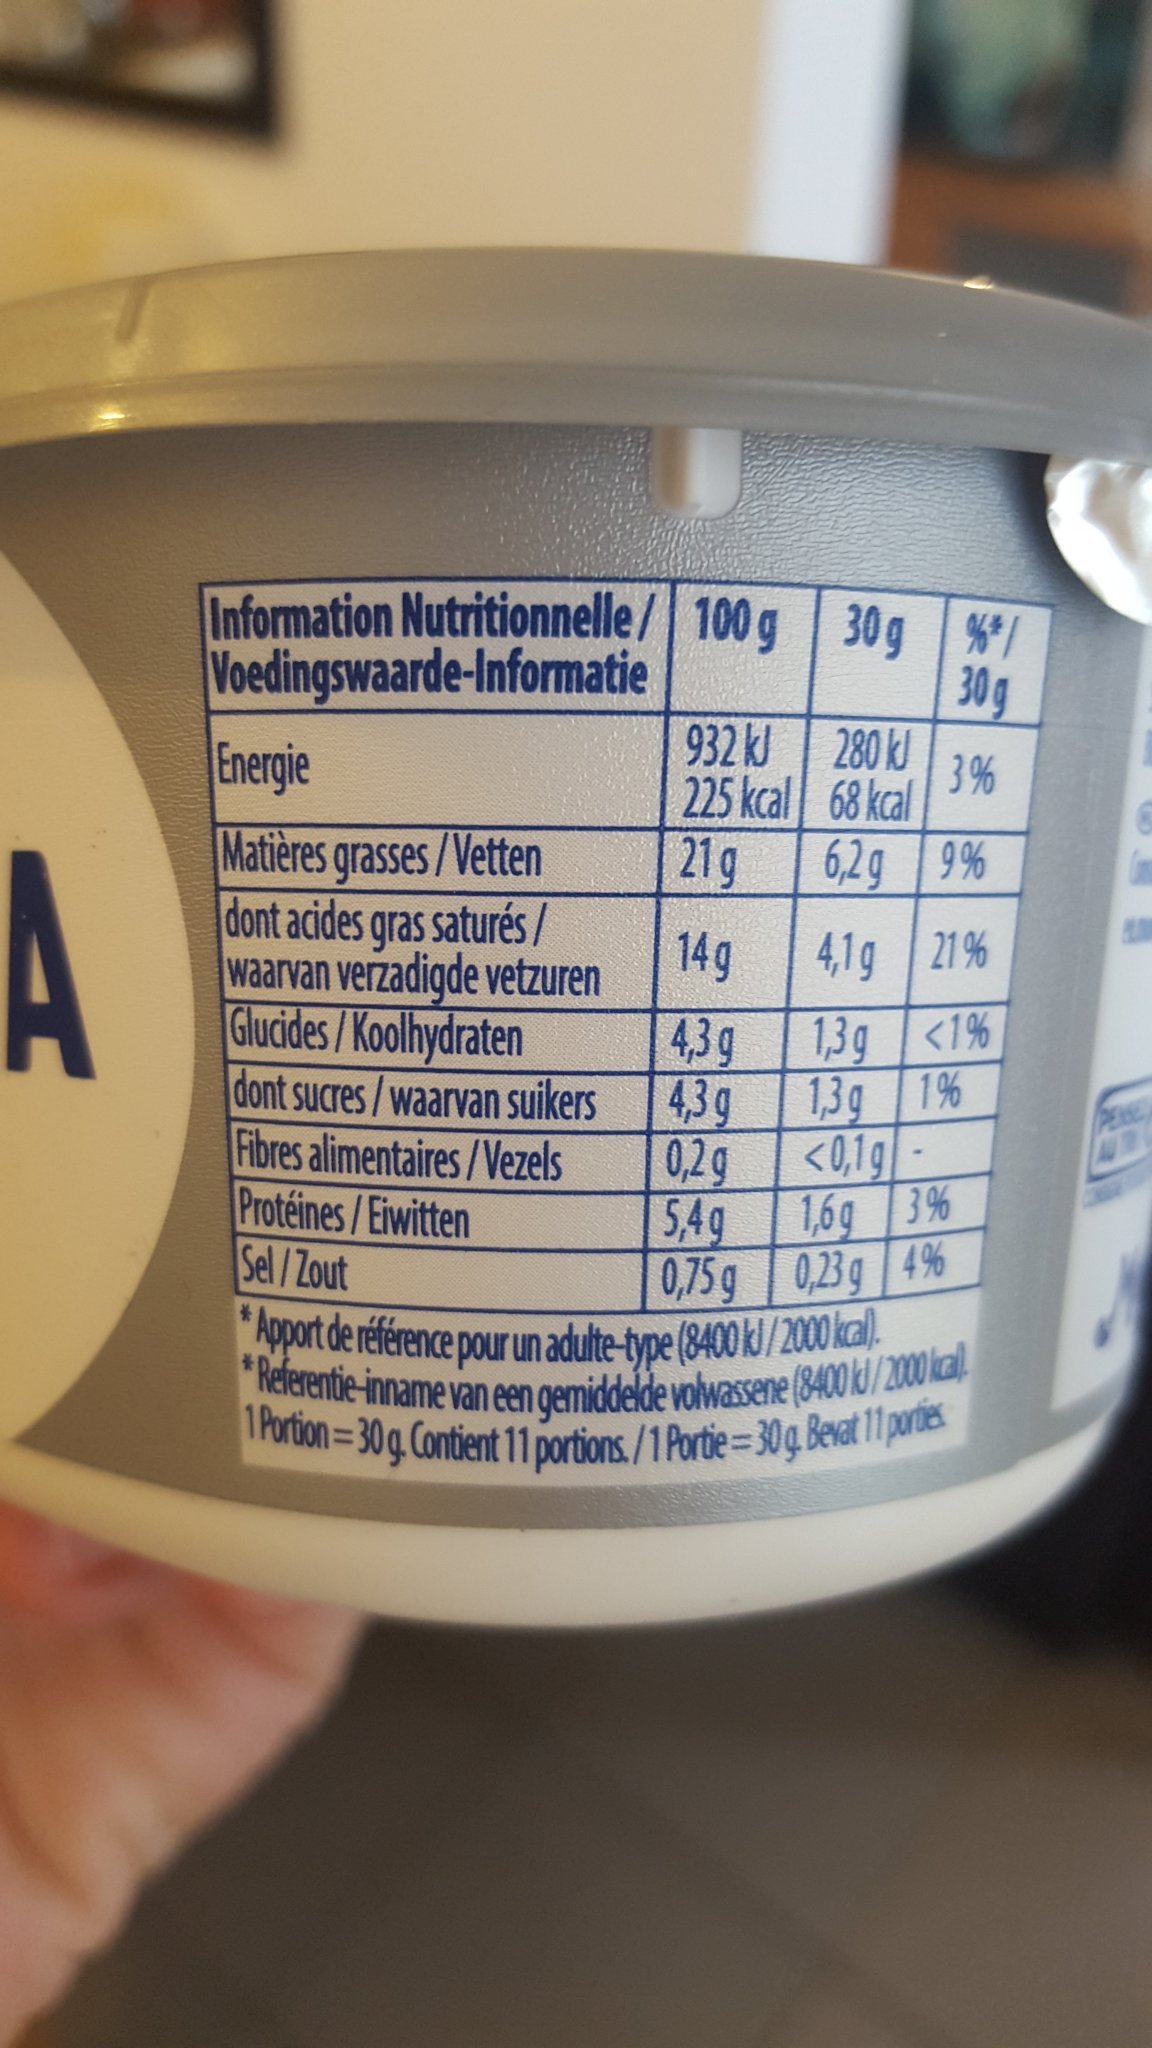 A
Information Nutritionnelle / 100 g 30 g %*/
Voedingswaarde-Informatie 30 g
Energie 932 kJ 280 kJ 3 %
225 kcal 68 kcal
Matières grasses / Vetten 21 g 6,2 g 9 %
dont acides gras saturés /
waarvan verzadigde vetzuren 14 g 4,1 g 21 %
Glucides / Koolhydraten 4,3 g 1,3 g <1 %
dont sucres / waarvan suikers 4,3 g 1,3 g 1 %
Fibres alimentaires / Vezels 0,2 g <0,1 g -
Protéines / Eiwitten 5,4 g 1,6 g 3 %
Sel / Zout 0,75 g 0,23 g 4 %
* Apport de référence pour un adulte-type (8400 kJ / 2000 kcal).
* Referentie-inname van een gemiddelde volwassene (8400 kJ / 2000 kcal).
1 Portion = 30 g. Contient 11 portions. / 1 Portie = 30 g. Bevat 11 porties.